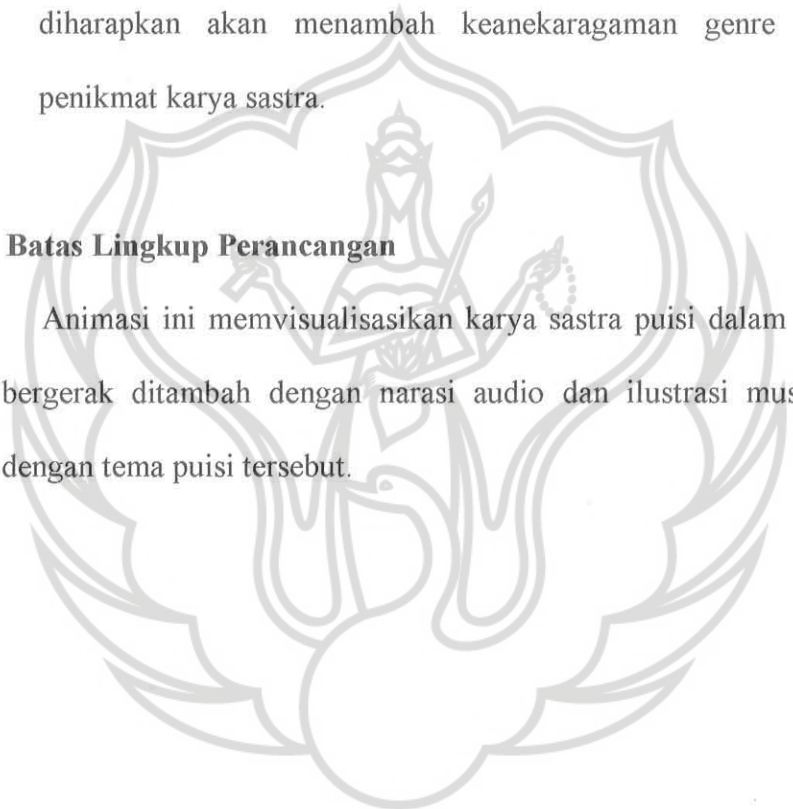 diharapkan akan menambah keanekaragaman genre
penikmat karya sastra.
Batas Lingkup Perancangan
Animasi ini memvisualisasikan karya sastra puisi dalam
bergerak ditambah dengan narasi audio dan ilustrasi mus
dengan tema puisi tersebut.